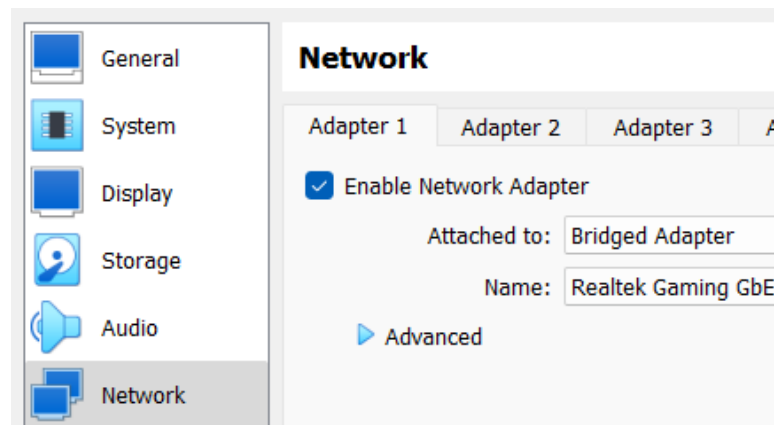 General
System
Display
Storage
Audio
Network
Network
Adapter 1 Adapter 2 Adapter 3
Enable Network Adapter
Attached to: Bridged Adapter
Name: Realtek Gaming GbE
Advanced